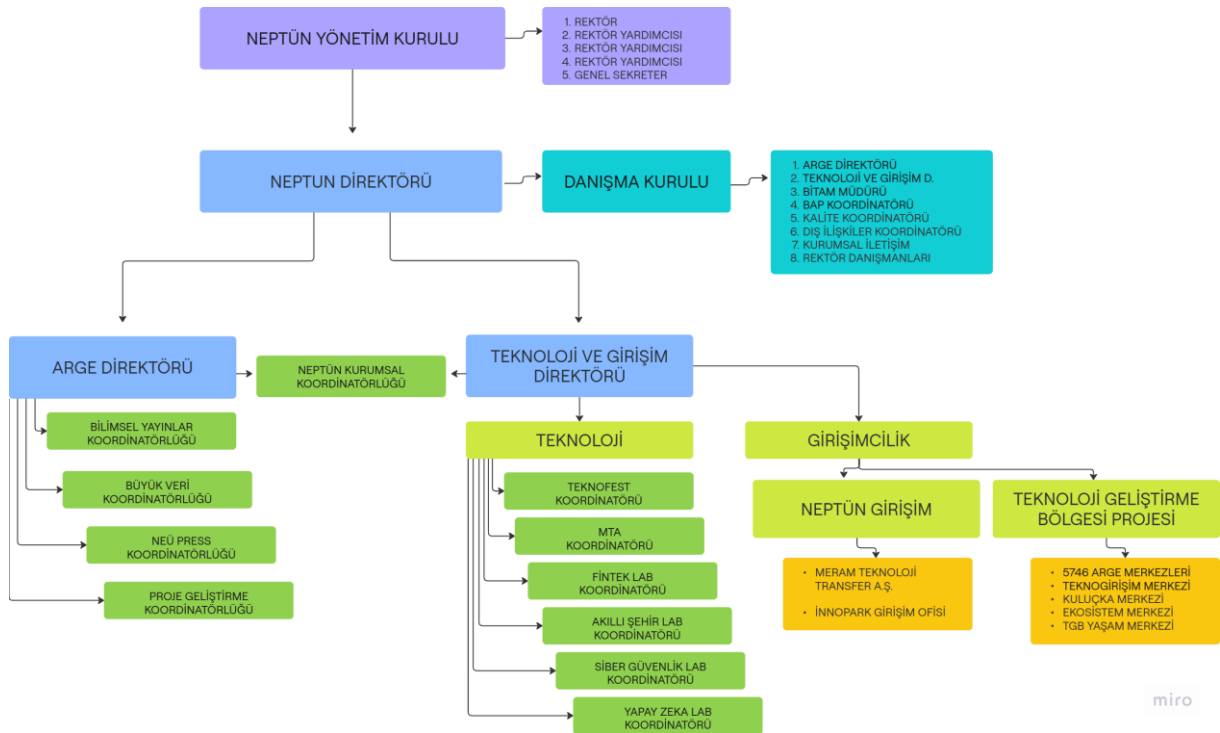 NEPTÜN YÖNETİM KURULU
1. REKTÖR
2. REKTÖR YARDIMCISI
3. REKTÖR YARDIMCISI
4. REKTÖR YARDIMCISI
5. GENEL SEKRETER
NEPTUN DİREKTÖRÜ
DANIŞMA KURULU
1. ARGE DİREKTÖRÜ
2. TEKNOLOJİ VE GİRİŞİM D.
3. BİTAM MÜDÜRÜ
4. BAP KOORDİNATÖRÜ
5. KALİTE KOORDİNATÖRÜ
6. DIŞ İLİŞKİLER KOORDİNATÖRÜ
7. KURUMSAL İLETİŞİM
8. REKTÖR DANIŞMANLARI
ARGE DİREKTÖRÜ
NEPTÜN KURUMSAL
KOORDİNATÖRLÜĞÜ
TEKNOLOJİ VE GİRİŞİM
DİREKTÖRÜ
BİLİMSEL YAYINLAR
KOORDİNATÖRLÜĞÜ
BÜYÜK VERİ
KOORDİNATÖRLÜĞÜ
NEÜ PRESS
KOORDİNATÖRLÜĞÜ
PROJE GELİŞTİRME
KOORDİNATÖRLÜĞÜ
TEKNOLOJİ
TEKNOFEST
KOORDİNATÖRÜ
MTA
KOORDİNATÖRÜ
FİNTEK LAB
KOORDİNATÖRÜ
AKILLI ŞEHİR LAB
KOORDİNATÖRÜ
SİBER GÜVENLİK LAB
KOORDİNATÖRÜ
YAPAY ZEKA LAB
KOORDİNATÖRÜ
GİRİŞİMCİLİK
NEPTÜN GİRİŞİM
• MERAM TEKNOLOJİ
TRANSFER A.Ş.
• İNNOPARK GİRİŞİM OFİSİ
TEKNOLOJİ GELİŞTİRME
BÖLGESİ PROJESİ
• 5746 ARGE MERKEZLERİ
• TEKNOGİRİŞİM MERKEZİ
• KULUÇKA MERKEZİ
• EKOSİSTEM MERKEZİ
• TGB YAŞAM MERKEZİ
miro